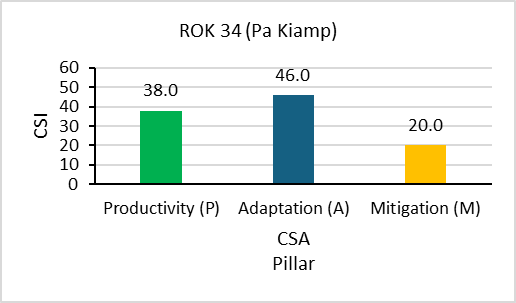 ROK 34 (Pa Kiamp)
CSI
60
50
40
30
20
10
0
38.0
46.0
20.0
Productivity (P)
Adaptation (A)
Mitigation (M)
CSA
Pillar